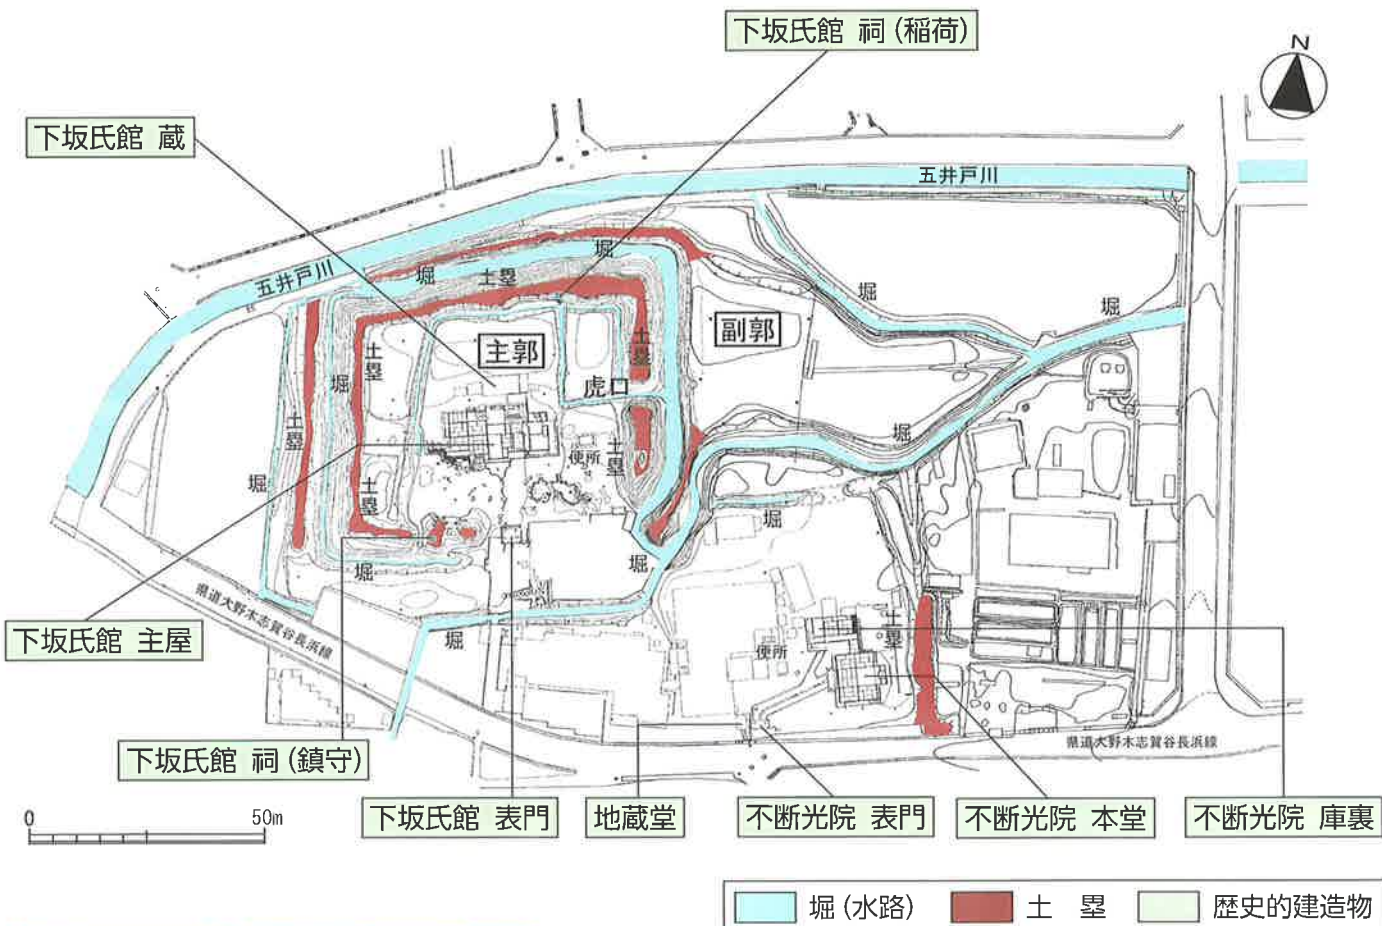 下坂氏館 祠(稲荷)
N
下坂氏館 蔵
五井戸川
五井戸川
堀
堀
土塁
堀
堀
主郭
副郭
土塁
土塁
堀
虎口
土塁
堀
土塁
便所
堀
土塁
堀
堀
堀
県道大野木志賀谷長浜線
下坂氏館 主屋
堀
土塁
便所
県道大野木志賀谷長浜線
下坂氏館 祠(鎮守)
下坂氏館 表門
地蔵堂
不断光院 表門
不断光院 本堂
不断光院 庫裏
0 50m
堀(水路)
土 塁
歴史的建造物